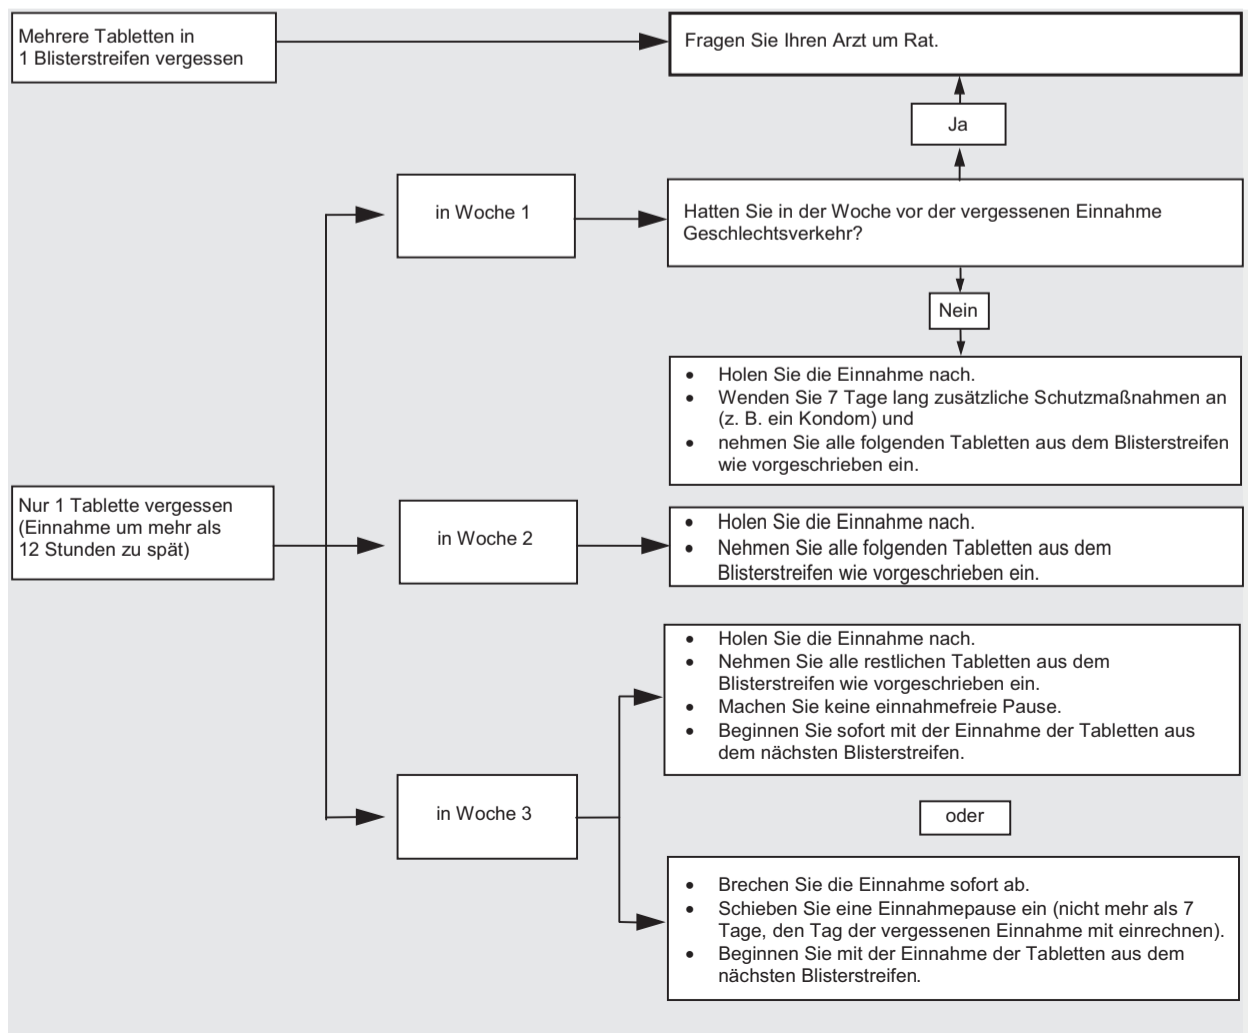 Mehrere Tabletten in
1 Blisterstreifen vergessen
Fragen Sie Ihren Arzt um Rat.
Ja
in Woche 1
Hatten Sie in der Woche vor der vergessenen Einnahme
Geschlechtsverkehr?
Nein
• Holen Sie die Einnahme nach.
• Wenden Sie 7 Tage lang zusätzliche Schutzmaßnahmen an
(z. B. ein Kondom) und
• nehmen Sie alle folgenden Tabletten aus dem Blisterstreifen
wie vorgeschrieben ein.
Nur 1 Tablette vergessen
(Einnahme um mehr als
12 Stunden zu spät)
in Woche 2
• Holen Sie die Einnahme nach.
• Nehmen Sie alle folgenden Tabletten aus dem
Blisterstreifen wie vorgeschrieben ein.
• Holen Sie die Einnahme nach.
• Nehmen Sie alle restlichen Tabletten aus dem
Blisterstreifen wie vorgeschrieben ein.
• Machen Sie keine einnahmefreie Pause.
• Beginnen Sie sofort mit der Einnahme der Tabletten aus
dem nächsten Blisterstreifen.
in Woche 3
oder
• Brechen Sie die Einnahme sofort ab.
• Schieben Sie eine Einnahmepause ein (nicht mehr als 7
Tage, den Tag der vergessenen Einnahme mit einrechnen).
• Beginnen Sie mit der Einnahme der Tabletten aus dem
nächsten Blisterstreifen.